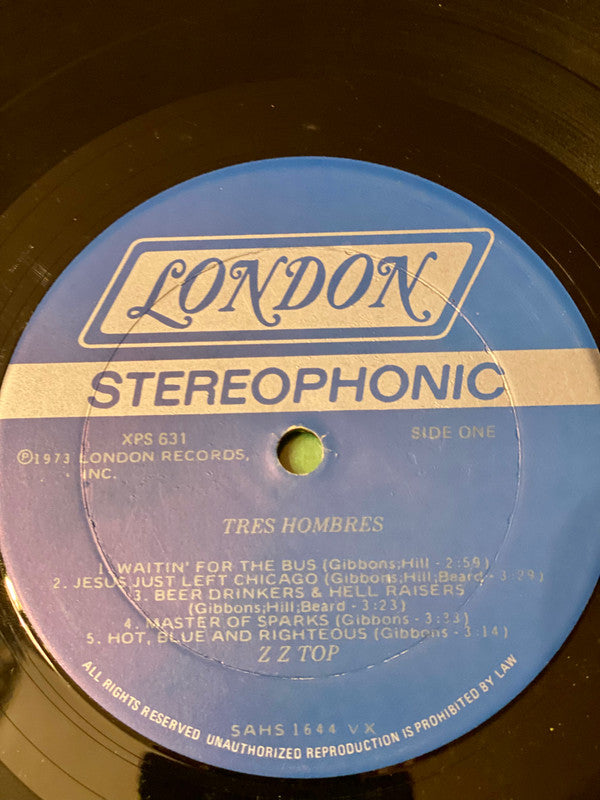 LONDON
STEREOPHONIC
XPS 631
SIDE ONE
℗1973 LONDON RECORDS,
INC.
TRES HOMBRES
1. WAITIN' FOR THE BUS (Gibbons;Hill - 2:59)
2. JESUS JUST LEFT CHICAGO (Gibbons;Hill;Beard - 3:29)
3. BEER DRINKERS & HELL RAISERS
(Gibbons;Hill;Beard - 3:23)
4. MASTER OF SPARKS (Gibbons - 3:33)
5. HOT, BLUE AND RIGHTEOUS (Gibbons - 3:14)
Z Z TOP
SAHS 1644 VX
ALL RIGHTS RESERVED UNAUTHORIZED REPRODUCTION IS PROHIBITED BY LAW